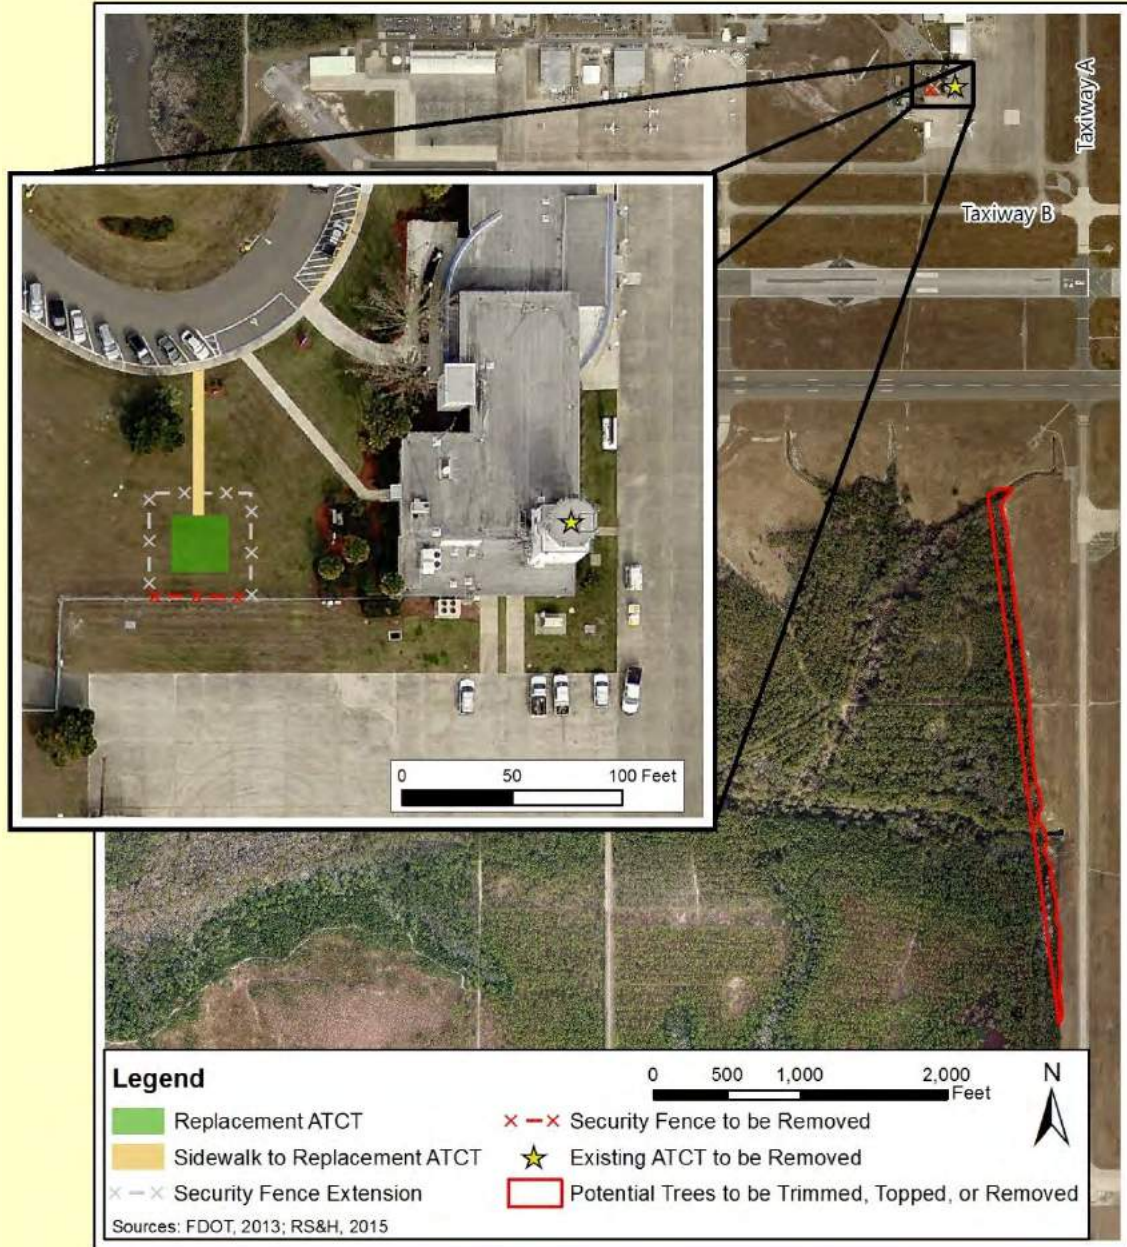 Taxiway A
Taxiway B
0 50 100 Feet
Legend
0 500 1,000 2,000
Feet
N
Replacement ATCT
Security Fence to be Removed
Sidewalk to Replacement ATCT
Existing ATCT to be Removed
Security Fence Extension
Potential Trees to be Trimmed, Topped, or Removed
Sources: FDOT, 2013; RS&H, 2015